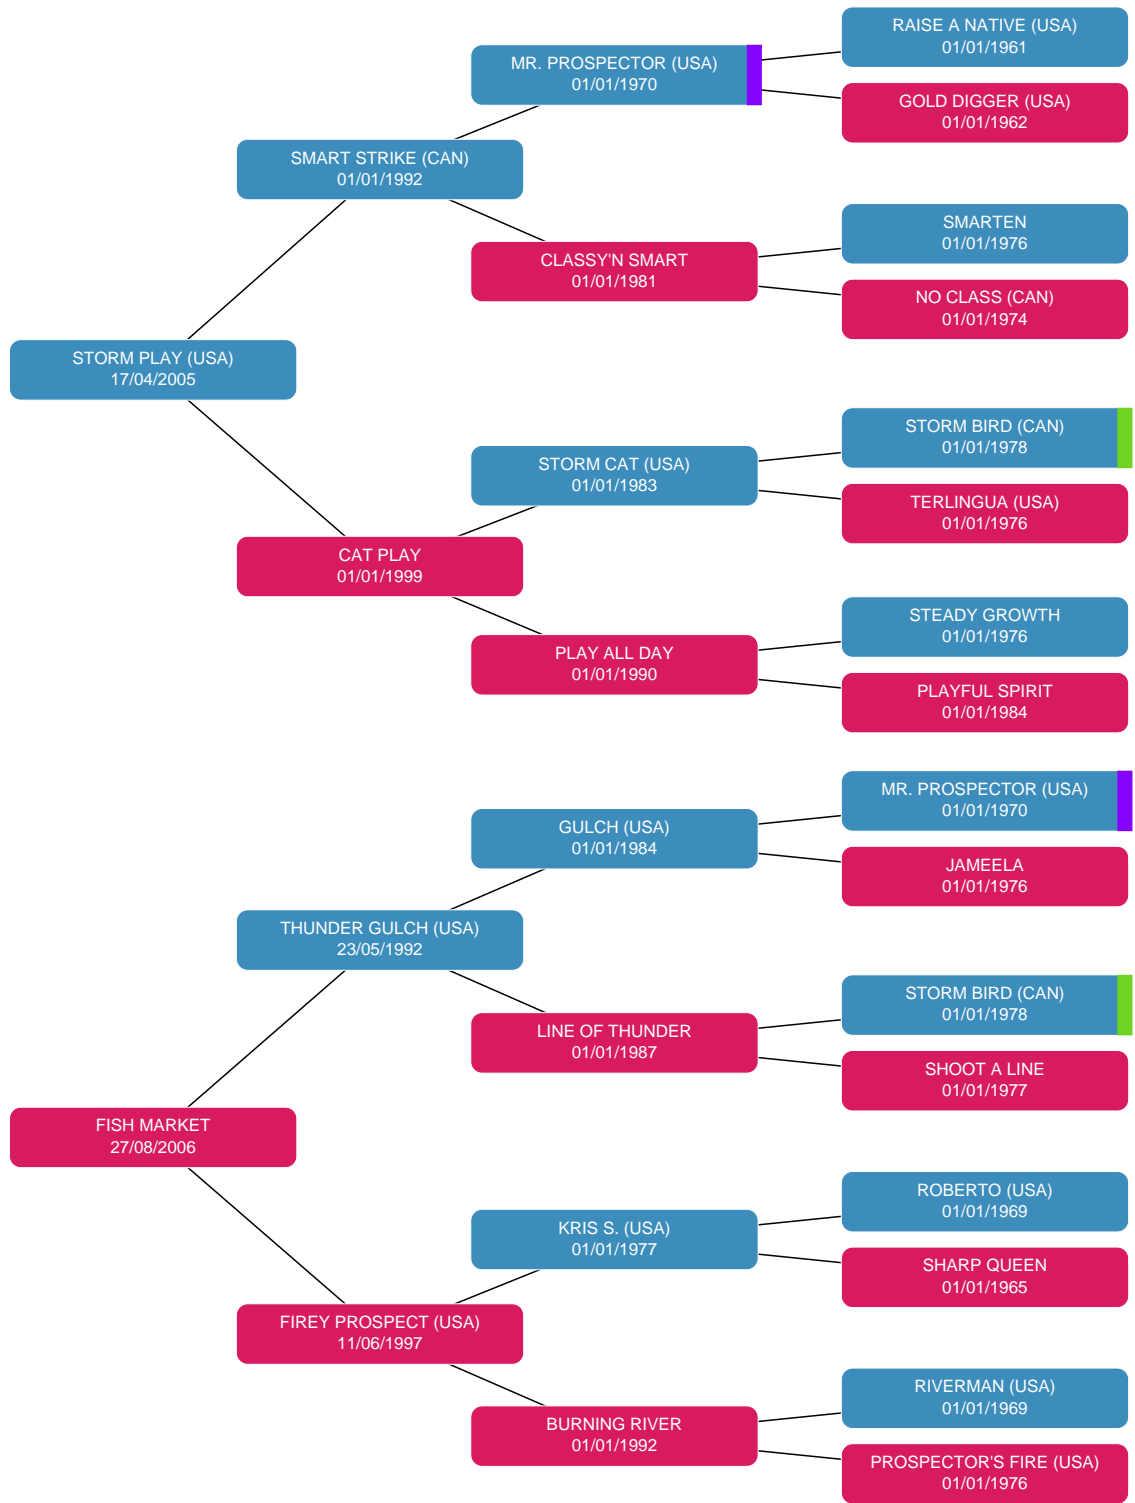 RAISE A NATIVE (USA)
01/01/1961
MR. PROSPECTOR (USA)
01/01/1970
GOLD DIGGER (USA)
01/01/1962
SMART STRIKE (CAN)
01/01/1992
SMARTEN
01/01/1976
CLASSY'N SMART
01/01/1981
NO CLASS (CAN)
01/01/1974
STORM PLAY (USA)
17/04/2005
STORM BIRD (CAN)
01/01/1978
STORM CAT (USA)
01/01/1983
TERLINGUA (USA)
01/01/1976
CAT PLAY
01/01/1999
STEADY GROWTH
01/01/1976
PLAY ALL DAY
01/01/1990
PLAYFUL SPIRIT
01/01/1984
MR. PROSPECTOR (USA)
01/01/1970
GULCH (USA)
01/01/1984
JAMEELA
01/01/1976
THUNDER GULCH (USA)
23/05/1992
STORM BIRD (CAN)
01/01/1978
LINE OF THUNDER
01/01/1987
SHOOT A LINE
01/01/1977
FISH MARKET
27/08/2006
ROBERTO (USA)
01/01/1969
KRIS S. (USA)
01/01/1977
SHARP QUEEN
01/01/1965
FIREY PROSPECT (USA)
11/06/1997
RIVERMAN (USA)
01/01/1969
BURNING RIVER
01/01/1992
PROSPECTOR'S FIRE (USA)
01/01/1976